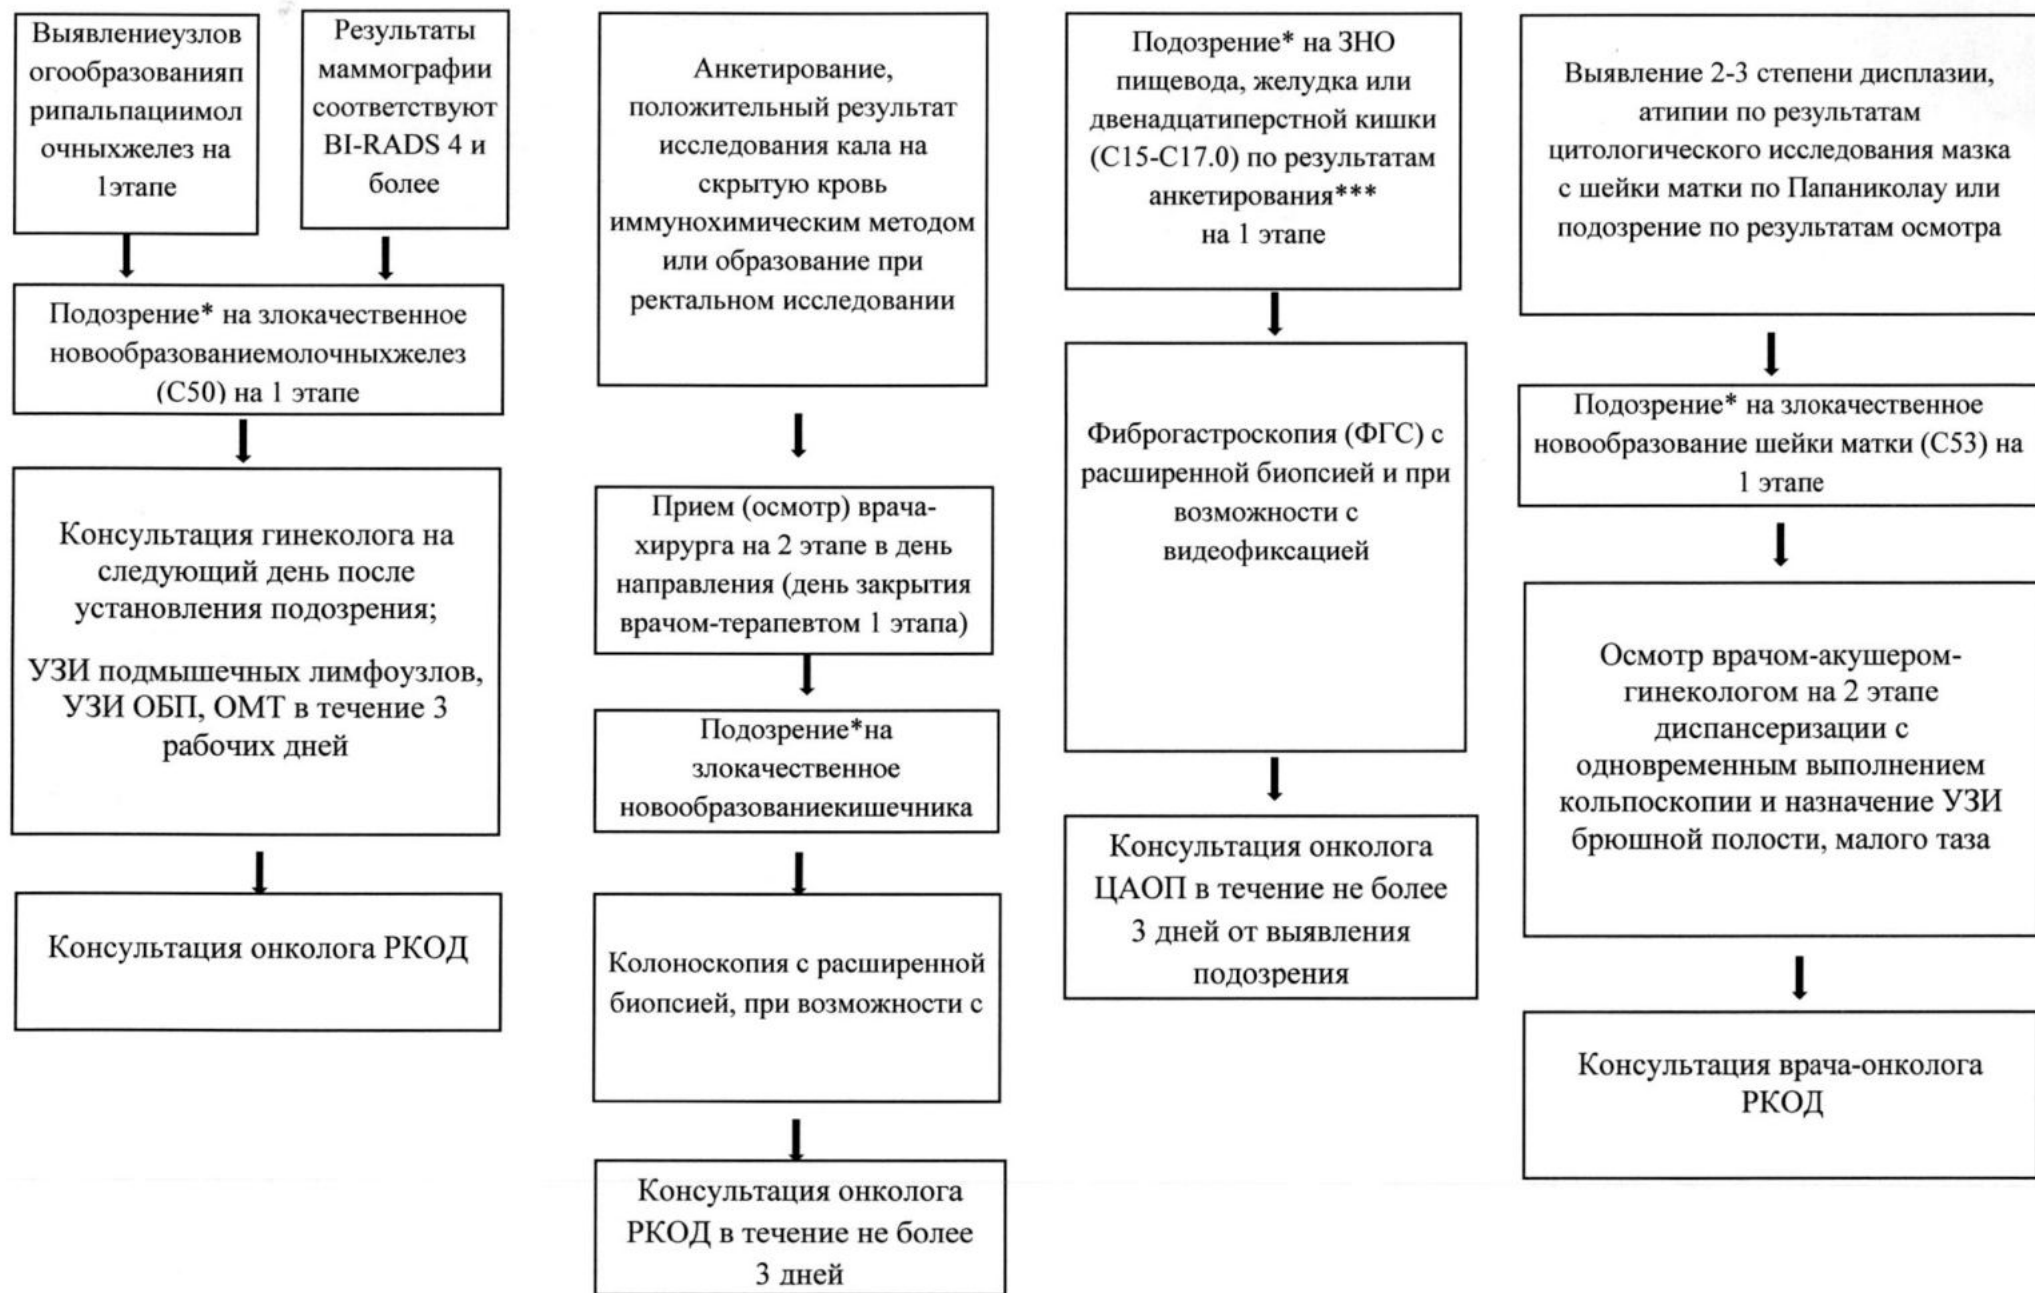 Выявлениеузлов
огообразованияп
рипальпациимол
очныхжелез на
1этапе
Результаты
маммографии
соответствуют
BI-RADS 4 и
более
Подозрение* на злокачественное
новообразованиемолочныхжелез
(С50) на 1 этапе
Консультация гинеколога на
следующий день после
установления подозрения;
УЗИ подмышечных лимфоузлов,
УЗИ ОБП, ОМТ в течение 3
рабочих дней
Консультация онколога РКОД
Анкетирование,
положительный результат
исследования кала на
скрытую кровь
иммунохимическим методом
или образование при
ректальном исследовании
Прием (осмотр) врача-
хирурга на 2 этапе в день
направления (день закрытия
врачом-терапевтом 1 этапа)
Подозрение*на
злокачественное
новообразованиекишечника
Колоноскопия с расширенной
биопсией, при возможности с
Консультация онколога
РКОД в течение не более
3 дней
Подозрение* на ЗНО
пищевода, желудка или
двенадцатиперстной кишки
(С15-С17.0) по результатам
анкетирования***
на 1 этапе
Фиброгастроскопия (ФГС) с
расширенной биопсией и при
возможности с
видеофиксацией
Консультация онколога
ЦАОП в течение не более
3 дней от выявления
подозрения
Выявление 2-3 степени дисплазии,
атипии по результатам
цитологического исследования мазка
с шейки матки по Папаниколау или
подозрение по результатам осмотра
Подозрение* на злокачественное
новообразование шейки матки (С53) на
1 этапе
Осмотр врачом-акушером-
гинекологом на 2 этапе
диспансеризации с
одновременным выполнением
кольпоскопии и назначение УЗИ
брюшной полости, малого таза
Консультация врача-онколога
РКОД